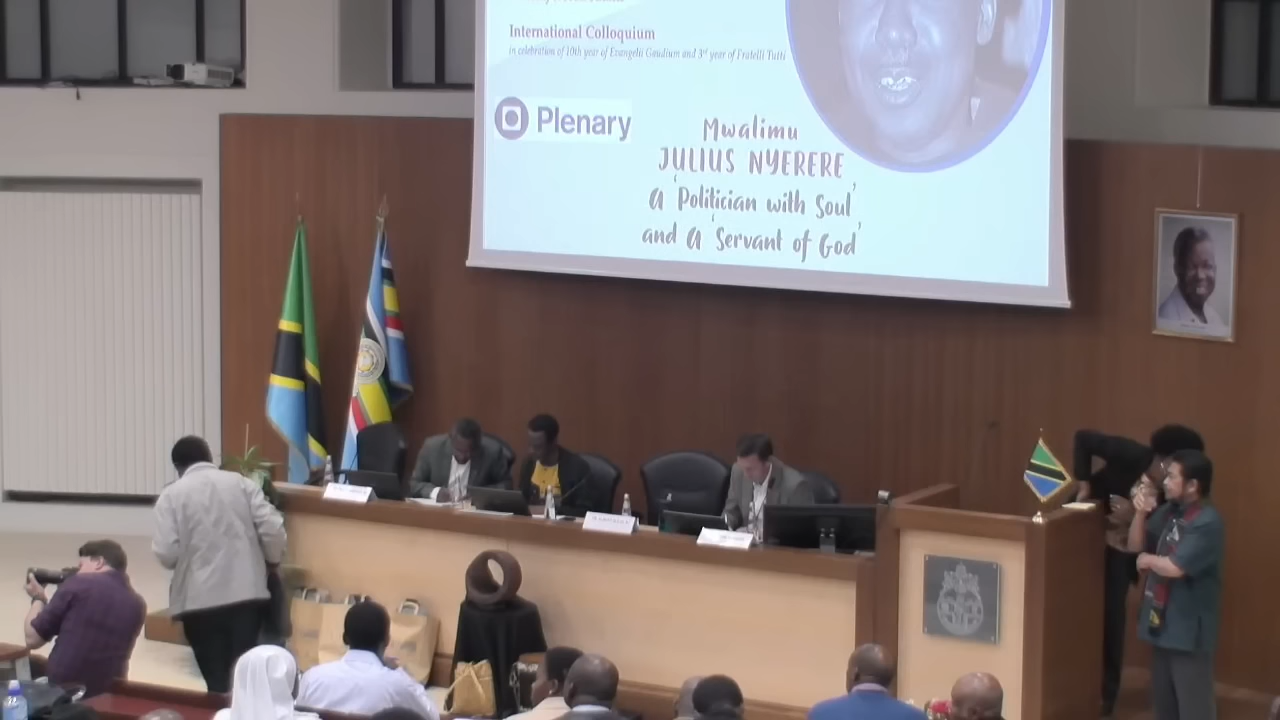 International Colloquium
in celebration of 10th year of Evangelii Gaudium and 3rd year of Fratelli Tutti
Plenary
Mwalimu
JULIUS NYERERE
A 'Politician with Soul'
and A 'Servant of God'